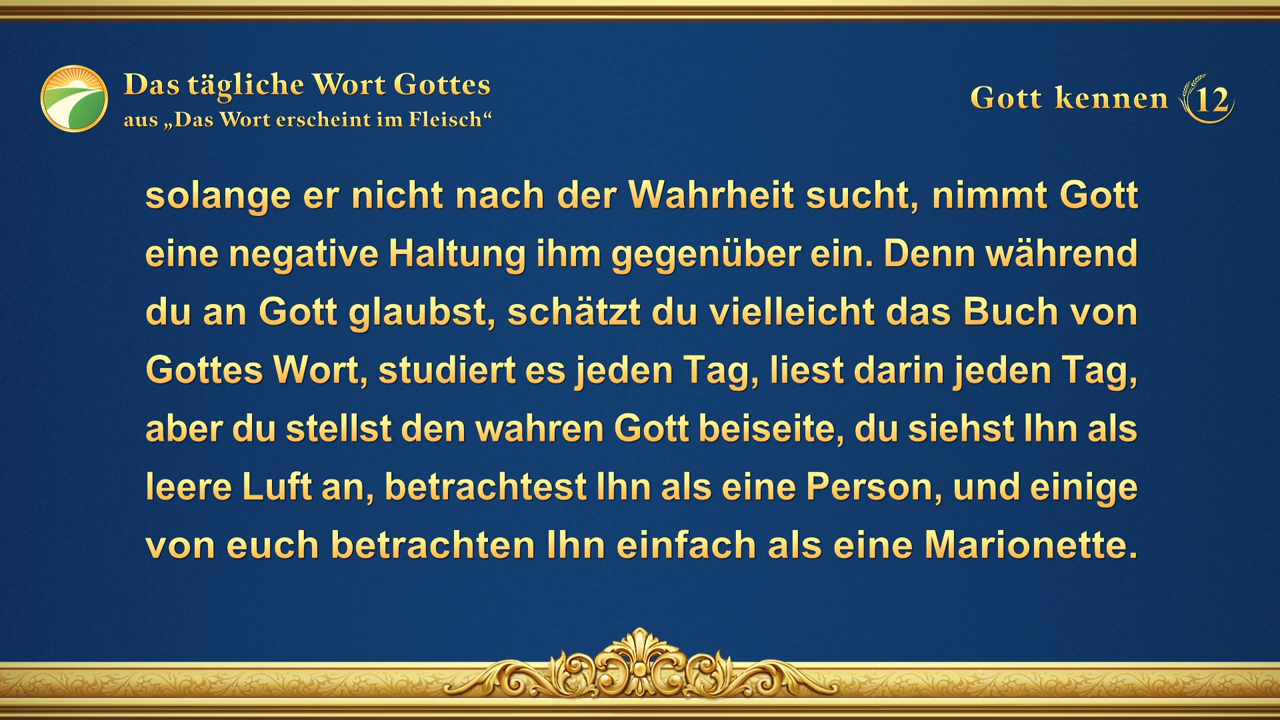 Das tägliche Wort Gottes
aus „Das Wort erscheint im Fleisch“
Gott kennen 12
solange er nicht nach der Wahrheit sucht, nimmt Gott
eine negative Haltung ihm gegenüber ein. Denn während
du an Gott glaubst, schätzt du vielleicht das Buch von
Gottes Wort, studiert es jeden Tag, liest darin jeden Tag,
aber du stellst den wahren Gott beiseite, du siehst Ihn als
leere Luft an, betrachtest Ihn als eine Person, und einige
von euch betrachten Ihn einfach als eine Marionette.